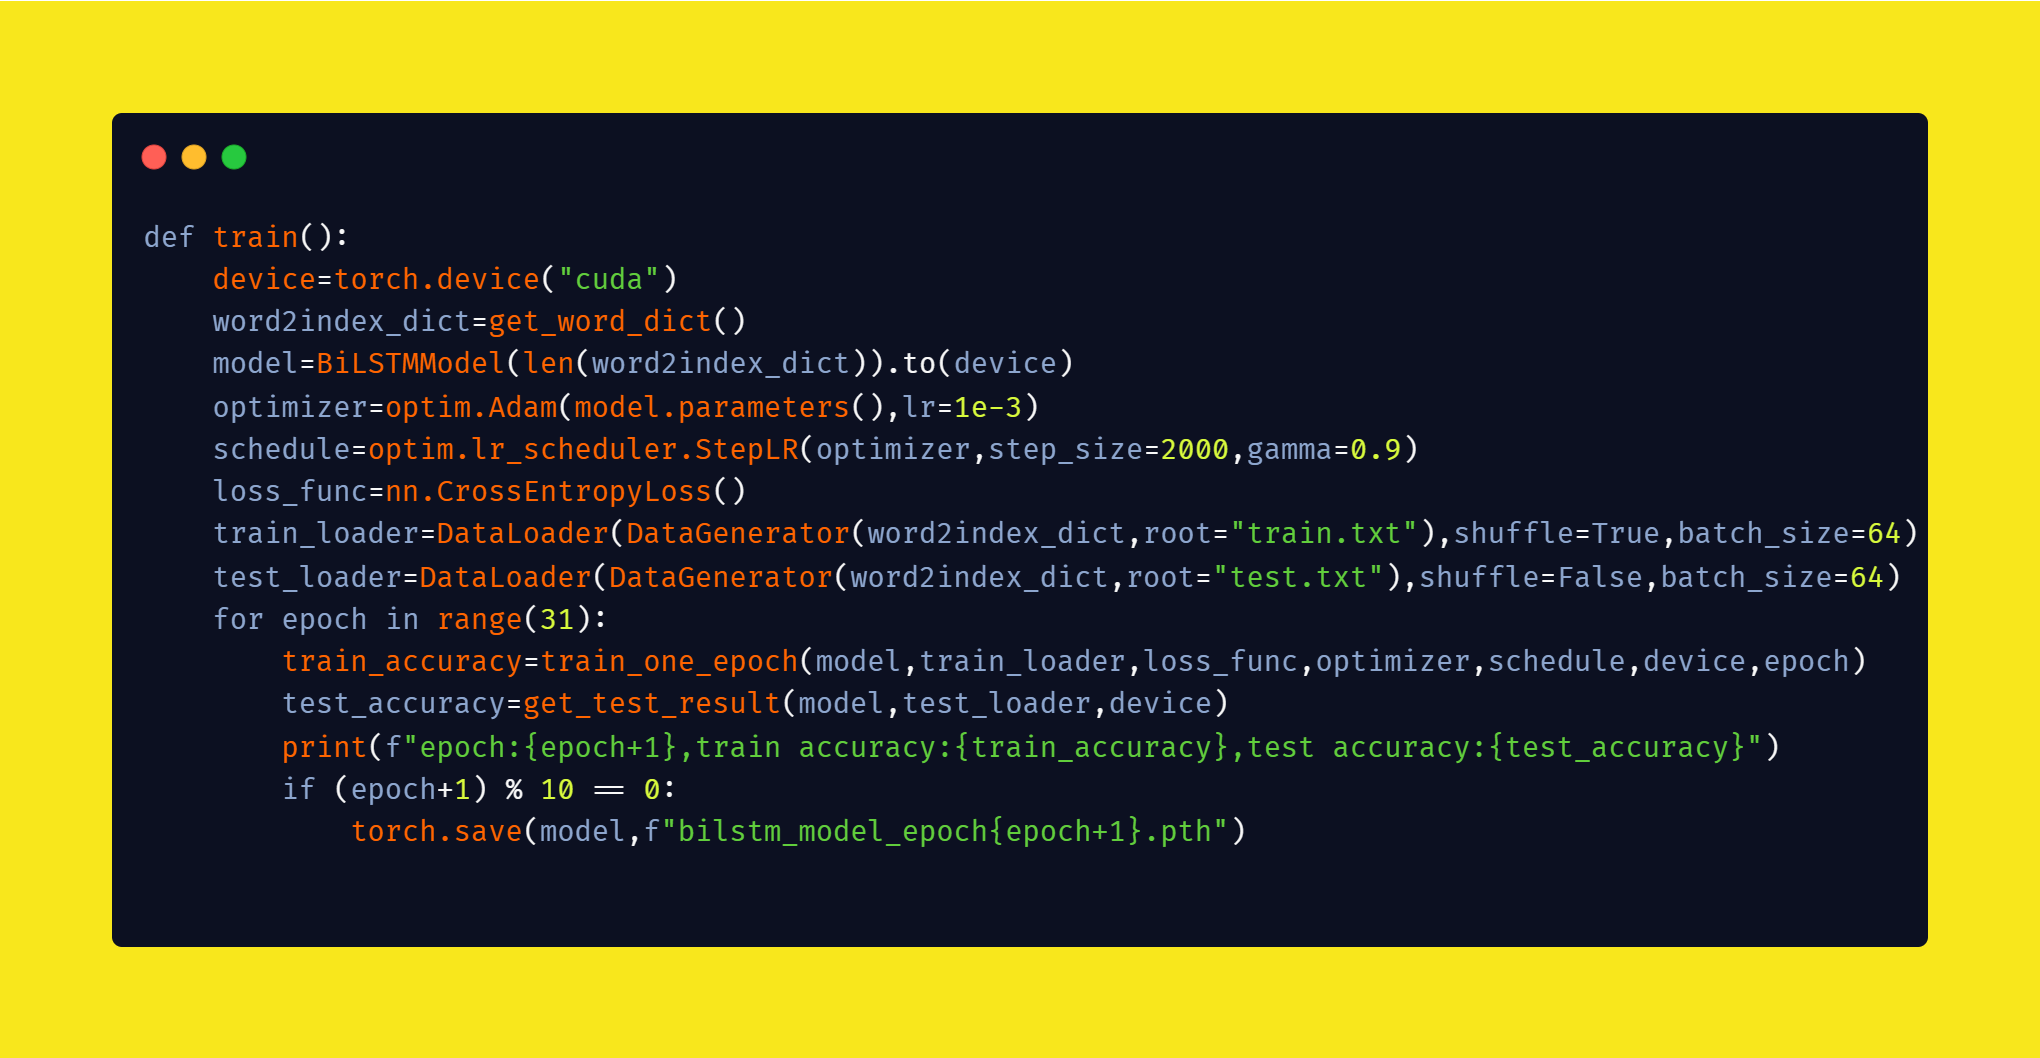 def train():
    device=torch.device("cuda")
    word2index_dict=get_word_dict()
    model=BiLSTMModel(len(word2index_dict)).to(device)
    optimizer=optim.Adam(model.parameters(),lr=1e-3)
    schedule=optim.lr_scheduler.StepLR(optimizer,step_size=2000,gamma=0.9)
    loss_func=nn.CrossEntropyLoss()
    train_loader=DataLoader(DataGenerator(word2index_dict,root="train.txt"),shuffle=True,batch_size=64)
    test_loader=DataLoader(DataGenerator(word2index_dict,root="test.txt"),shuffle=False,batch_size=64)
    for epoch in range(31):
        train_accuracy=train_one_epoch(model,train_loader,loss_func,optimizer,schedule,device,epoch)
        test_accuracy=get_test_result(model,test_loader,device)
        print(f"epoch:{epoch+1},train accuracy:{train_accuracy},test accuracy:{test_accuracy}")
        if (epoch+1) % 10 == 0:
            torch.save(model,f"bilstm_model_epoch{epoch+1}.pth")